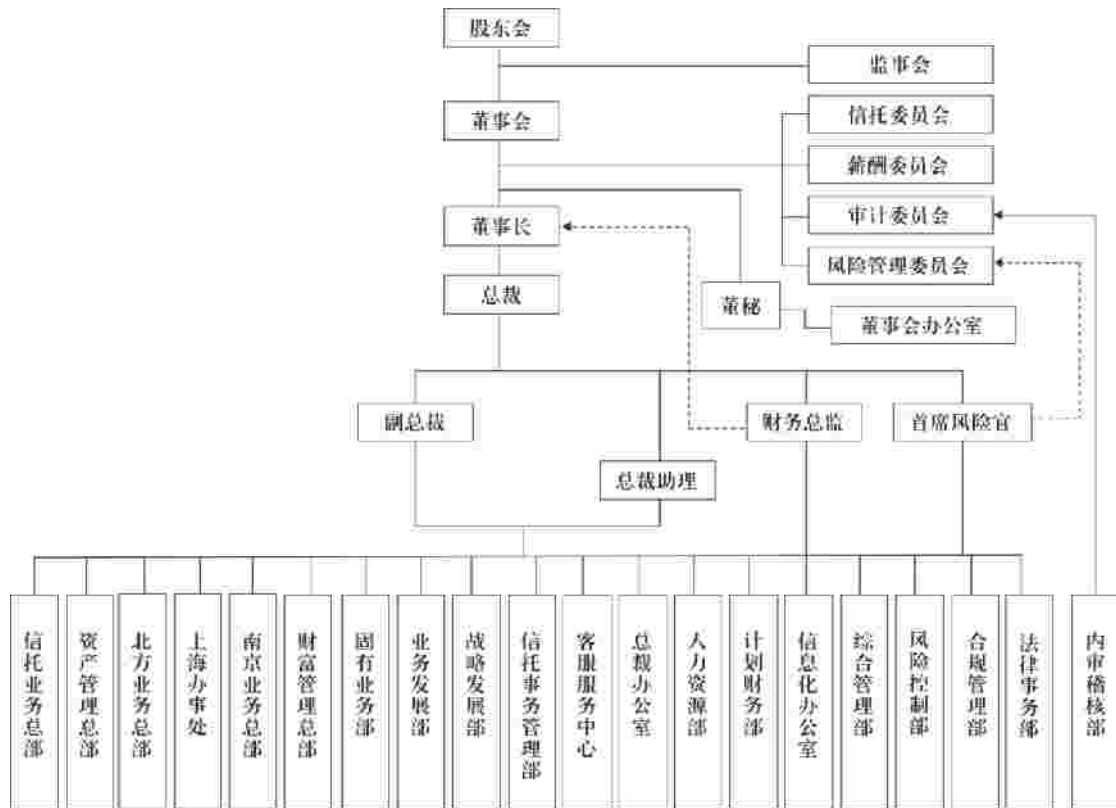 股东会
监事会
董事会
信托委员会
薪酬委员会
审计委员会
董事长
风险管理委员会
总裁
董秘
董事会办公室
副总裁
财务总监
首席风险官
总裁助理
信托业务总部
资产管理总部
北方业务总部
上海办事处
南京业务总部
财富管理总部
固有业务部
业务发展部
战略发展部
信托事务管理部
客服服务中心
总裁办公室
人力资源部
计划财务部
信息化办公室
综合管理部
风险控制部
合规管理部
法律事务部
内审稽核部